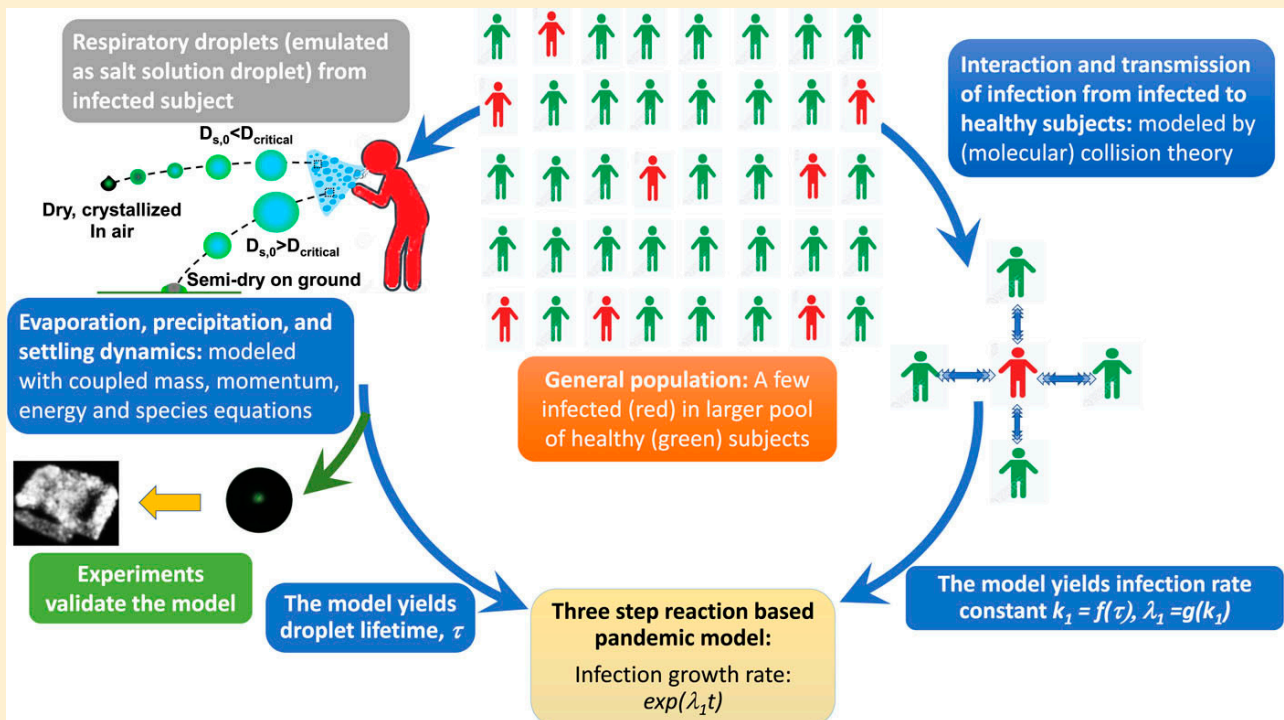 Respiratory droplets (emulated
as salt solution droplet) from
infected subject
Ds,0<Dcritical
Dry, crystallized
In air
Ds,0>Dcritical
Semi-dry on ground
Evaporation, precipitation, and
settling dynamics: modeled
with coupled mass, momentum,
energy and species equations
Experiments
validate the model
The model yields
droplet lifetime, τ
General population: A few
infected (red) in larger pool
of healthy (green) subjects
Interaction and transmission
of infection from infected to
healthy subjects: modeled by
(molecular) collision theory
The model yields infection rate
constant k1 = f(τ), λ1 =g(k1)
Three step reaction based
pandemic model:
Infection growth rate:
exp(λ1t)